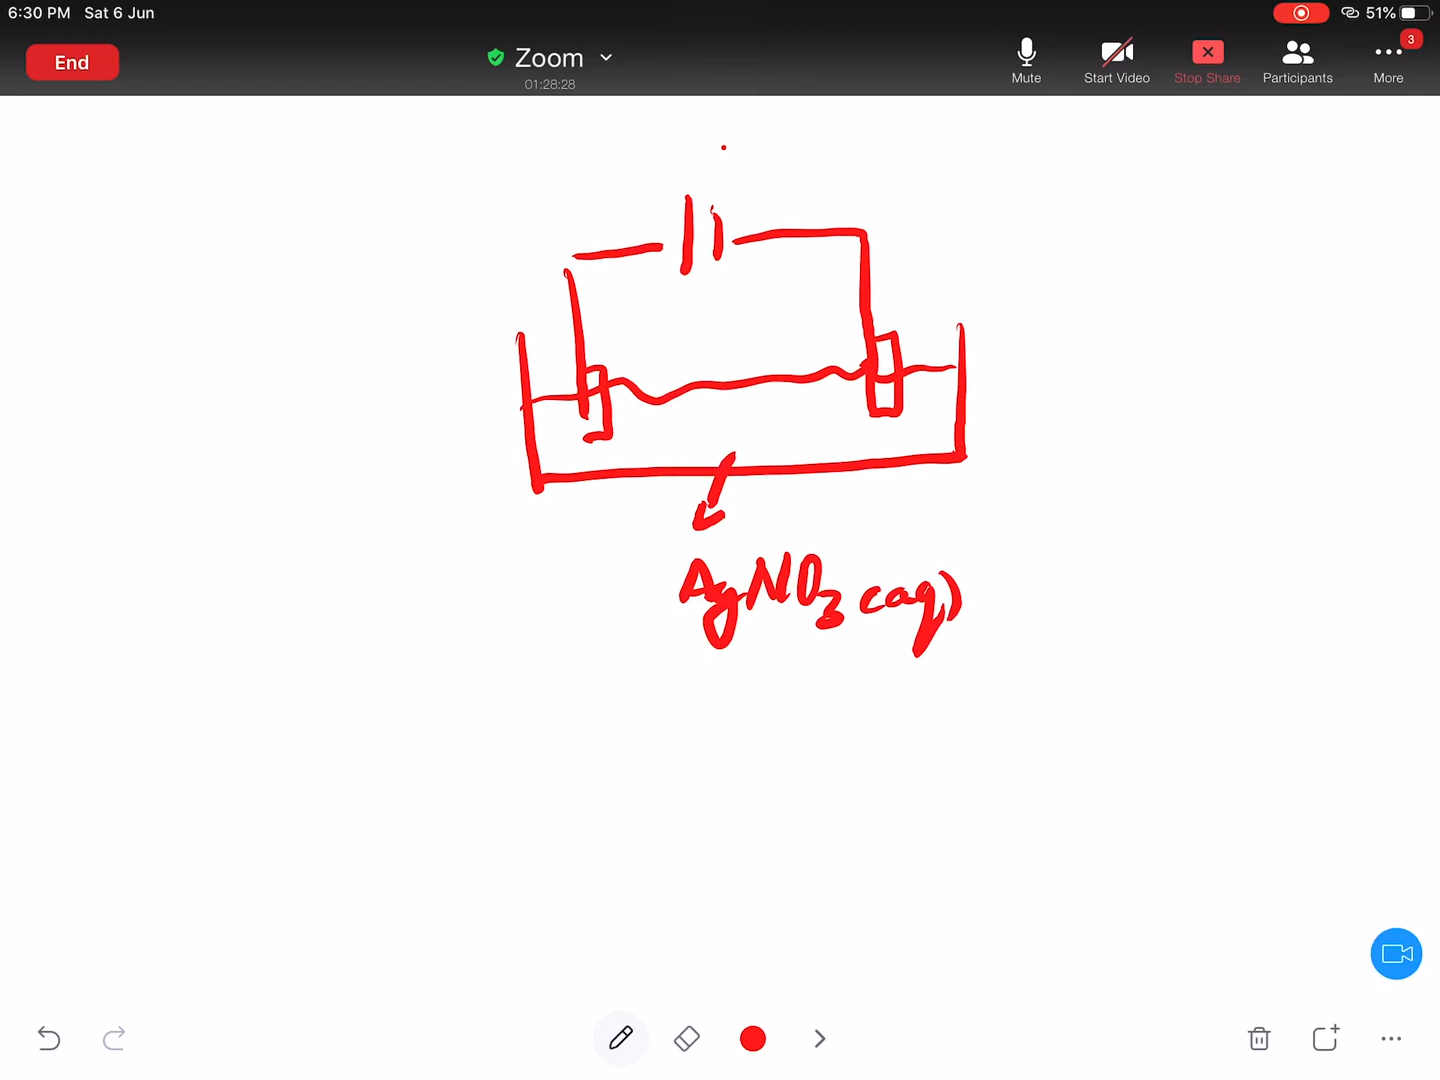 6:30 PM Sat 6 Jun
51%
End
Zoom
01:28:28
Mute
Start Video
Stop Share
Participants
More
3
AgNO3 (aq)